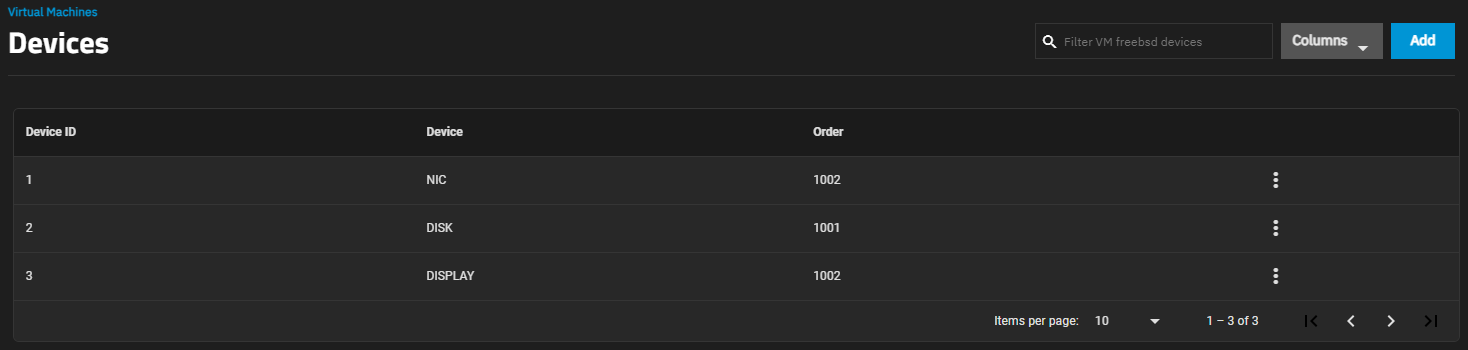 Virtual Machines
Devices
Filter VM freebsd devices
Columns
Add
Device ID Device Order
1 NIC 1002
2 DISK 1001
3 DISPLAY 1002
Items per page: 10 1 – 3 of 3